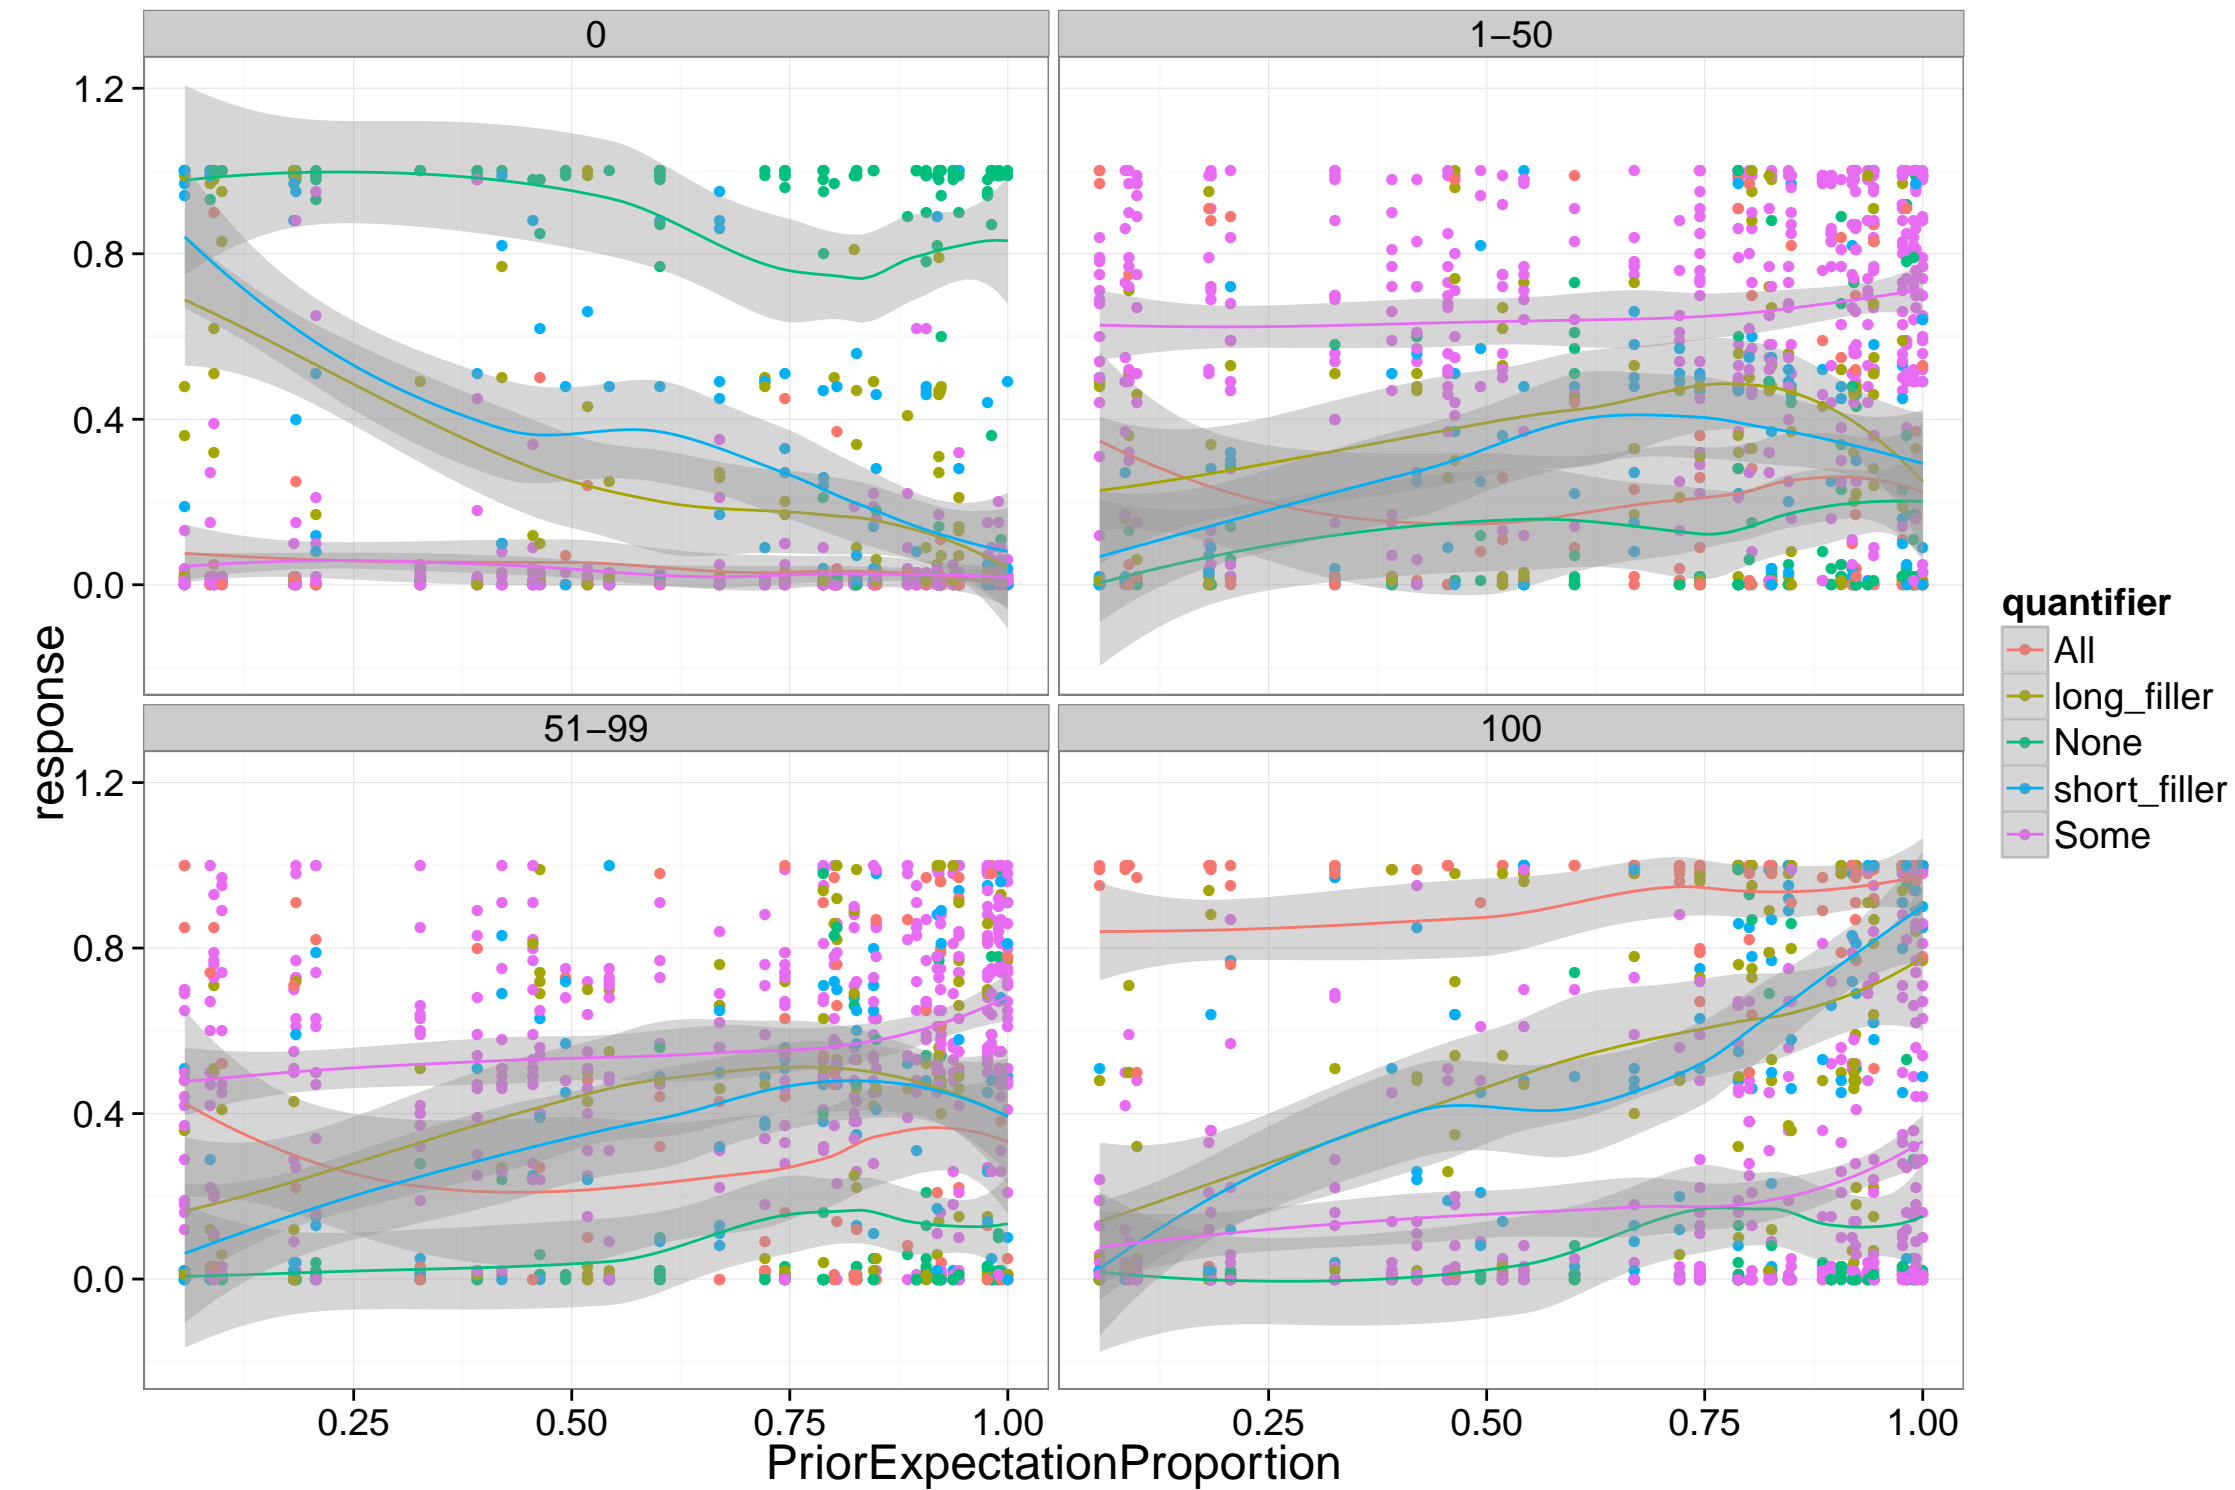 0
1–50
1.2
0.8
0.4
0.0
51–99
100
1.2
0.8
0.4
0.0
0.25
0.50
0.75
1.00
0.25
0.50
0.75
1.00
PriorExpectationProportion
response
quantifier
All
long_filler
None
short_filler
Some